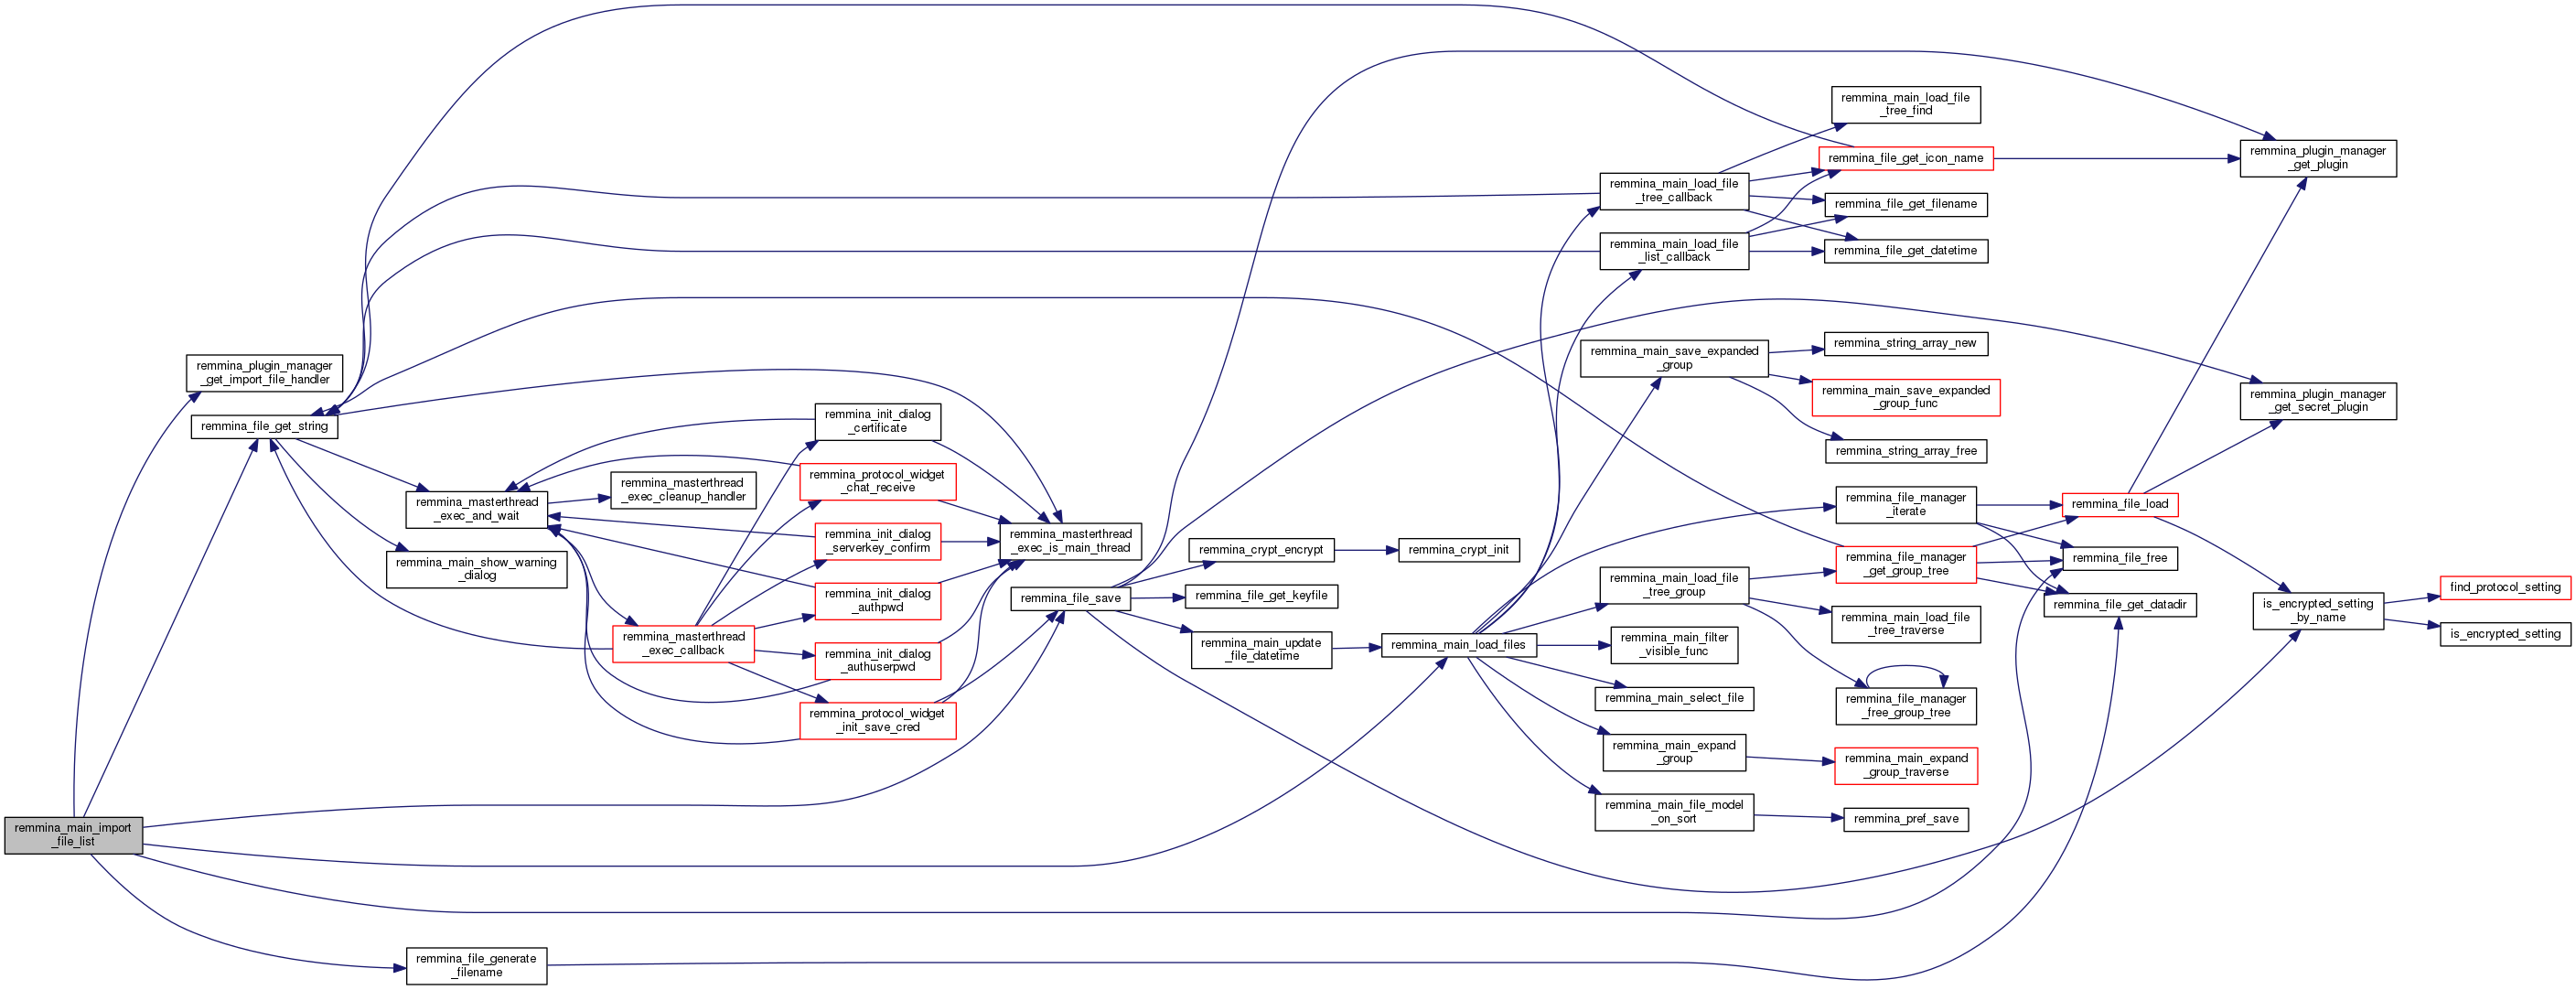 remmina_main_import
_file_list
remmina_plugin_manager
_get_import_file_handler
remmina_file_get_string
remmina_masterthread
_exec_and_wait
remmina_main_show_warning
_dialog
remmina_file_generate
_filename
remmina_masterthread
_exec_cleanup_handler
remmina_masterthread
_exec_callback
remmina_init_dialog
_certificate
remmina_protocol_widget
_chat_receive
remmina_init_dialog
_serverkey_confirm
remmina_init_dialog
_authpwd
remmina_init_dialog
_authuserpwd
remmina_protocol_widget
_init_save_cred
remmina_masterthread
_exec_is_main_thread
remmina_file_save
remmina_crypt_encrypt
remmina_file_get_keyfile
remmina_main_update
_file_datetime
remmina_crypt_init
remmina_main_load_files
remmina_main_load_file
_tree_callback
remmina_main_load_file
_list_callback
remmina_main_save_expanded
_group
remmina_main_load_file
_tree_group
remmina_main_filter
_visible_func
remmina_main_select_file
remmina_main_expand
_group
remmina_main_file_model
_on_sort
remmina_main_load_file
_tree_find
remmina_file_get_icon_name
remmina_file_get_filename
remmina_file_get_datetime
remmina_string_array_new
remmina_main_save_expanded
_group_func
remmina_string_array_free
remmina_file_manager
_iterate
remmina_file_manager
_get_group_tree
remmina_main_load_file
_tree_traverse
remmina_file_manager
_free_group_tree
remmina_main_expand
_group_traverse
remmina_pref_save
remmina_file_load
remmina_file_free
remmina_file_get_datadir
remmina_plugin_manager
_get_plugin
remmina_plugin_manager
_get_secret_plugin
is_encrypted_setting
_by_name
find_protocol_setting
is_encrypted_setting